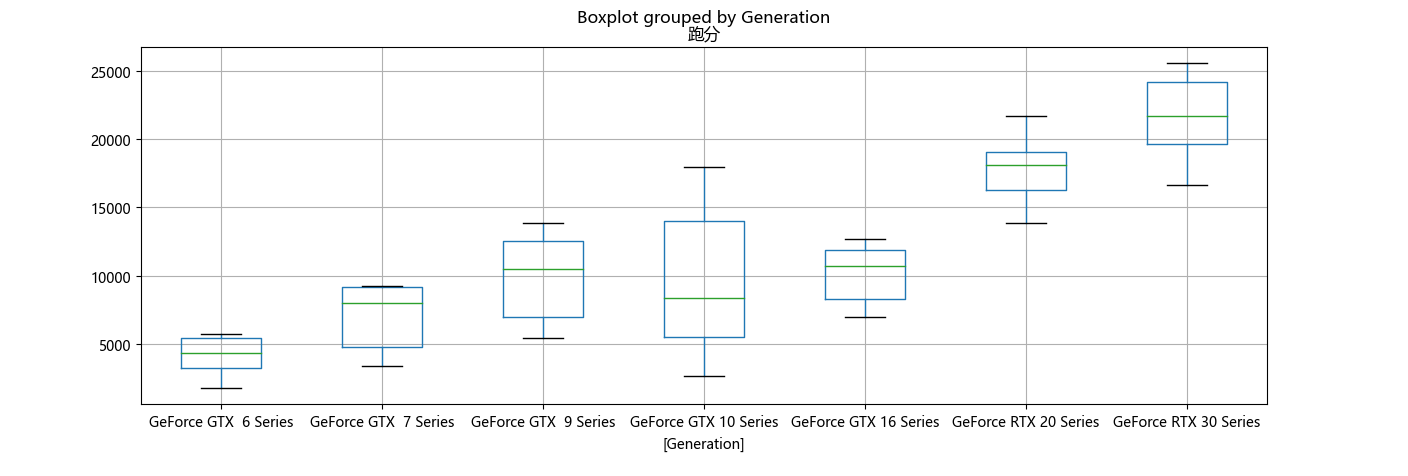 Boxplot grouped by Generation
跑分
25000
20000
15000
10000
5000
GeForce GTX  6 Series GeForce GTX  7 Series GeForce GTX  9 Series GeForce GTX 10 Series GeForce GTX 16 Series GeForce RTX 20 Series GeForce RTX 30 Series
[Generation]